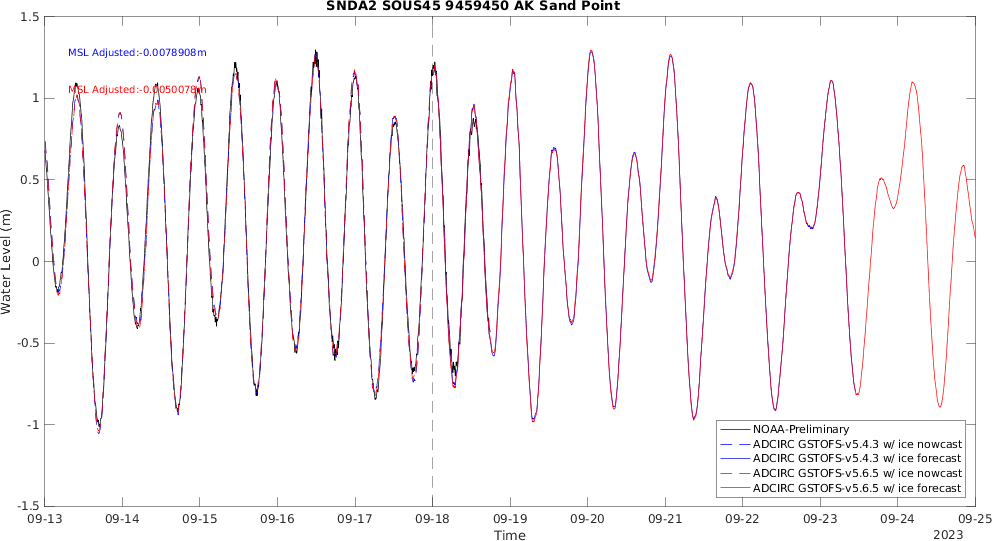 SNDA2 SOUS45 9459450 AK Sand Point
MSL Adjusted:-0.0078908m
MSL Adjusted:-0.0050078m
Water Level (m)
1.5
1
0.5
0
-0.5
-1
-1.5
NOAA-Preliminary
ADCIRC GSTOFS-v5.4.3 w/ ice nowcast
ADCIRC GSTOFS-v5.4.3 w/ ice forecast
ADCIRC GSTOFS-v5.6.5 w/ ice nowcast
ADCIRC GSTOFS-v5.6.5 w/ ice forecast
09-13 09-14 09-15 09-16 09-17 09-18 09-19 09-20 09-21 09-22 09-23 09-24 09-25
Time
2023